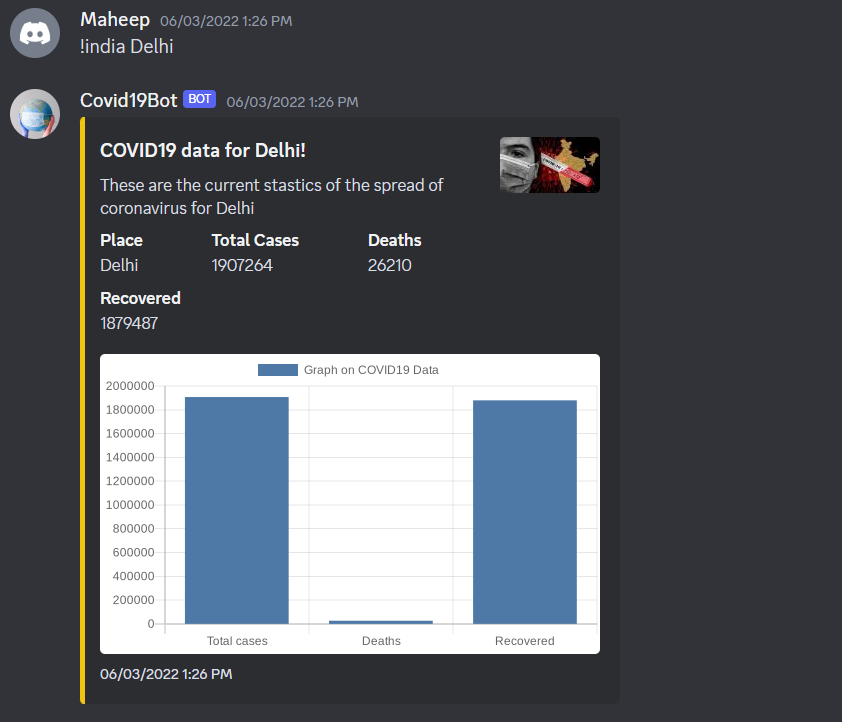 Maheep 06/03/2022 1:26 PM
!india Delhi
Covid19Bot BOT 06/03/2022 1:26 PM
COVID19 data for Delhi!
These are the current stastics of the spread of
coronavirus for Delhi
Place Total Cases Deaths
Delhi 1907264 26210
Recovered
1879487
Graph on COVID19 Data
2000000
1800000
1600000
1400000
1200000
1000000
800000
600000
400000
200000
0
Total cases Deaths Recovered
06/03/2022 1:26 PM